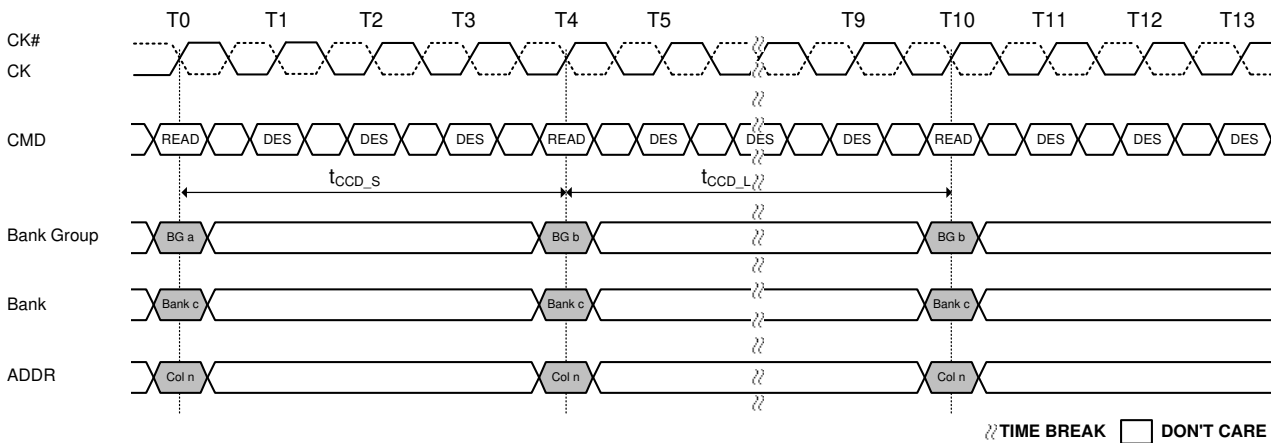 T0 T1 T2 T3 T4 T5 T9 T10 T11 T12 T13
CK#
CK
CMD READ DES DES DES READ DES DES DES READ DES DES DES
tCCD_S tCCD_L
Bank Group BG a BG b BG b
Bank Bank c Bank c Bank c
ADDR Col n Col n Col n
TIME BREAK DON'T CARE